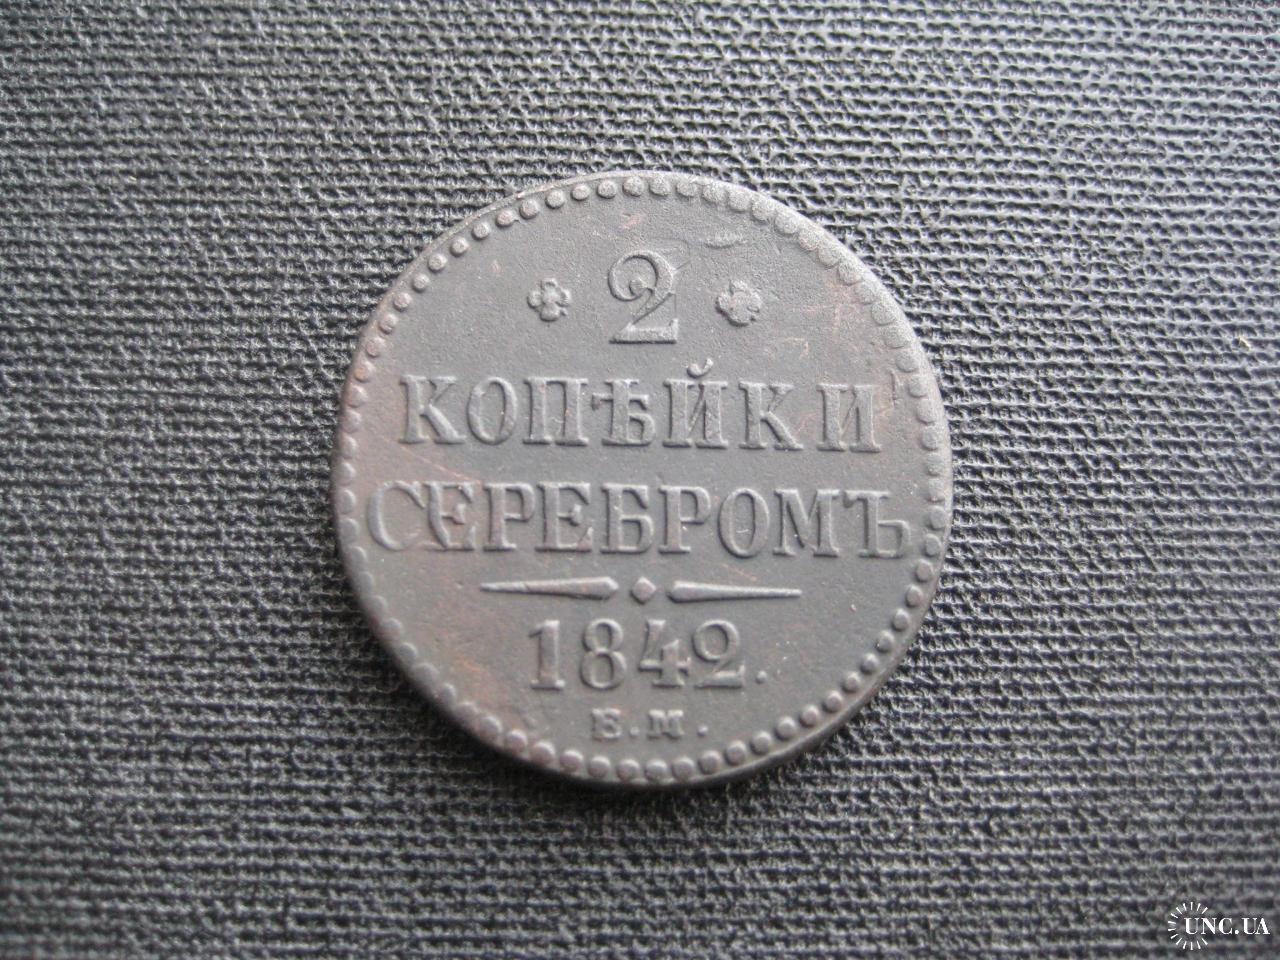 2
КОПѢЙКИ
СЕРЕБРОМЪ
1842.
Е.М.
UNC.UA